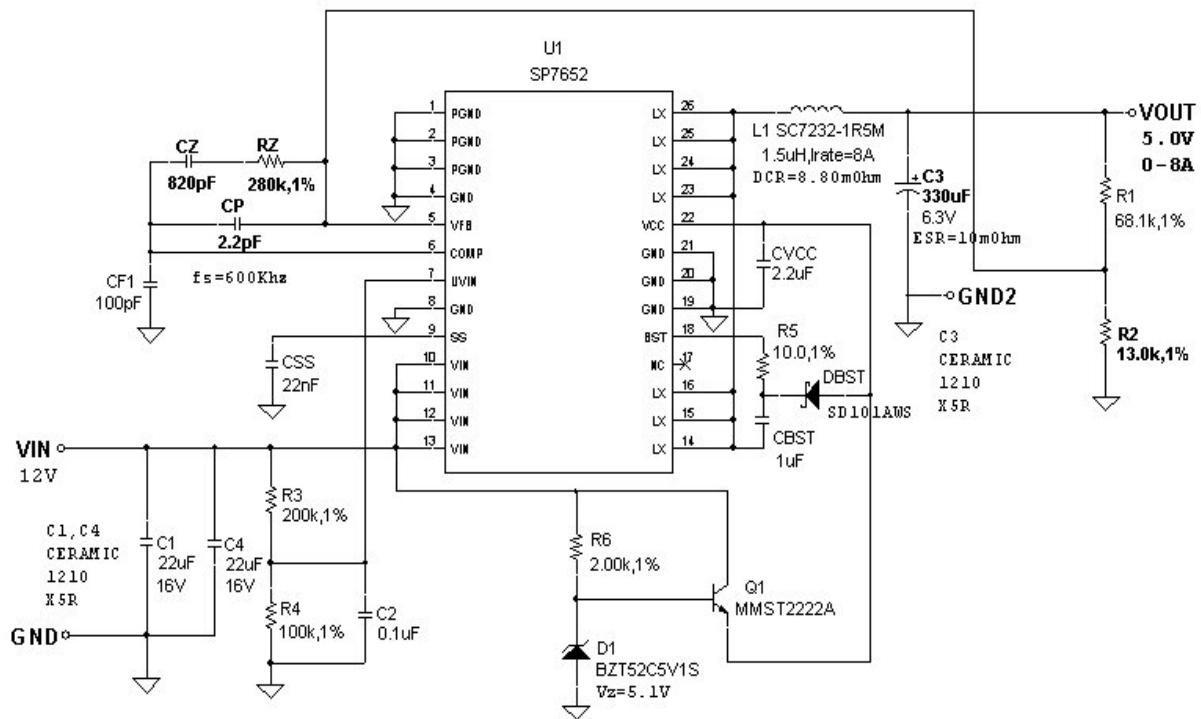 U1
SP7652
1 PGND
2 PGND
3 PGND
4 GND
5 VFB
6 COMP
7 UVIN
8 GND
9 SS
10 VIN
11 VIN
12 VIN
13 VIN
LX 26
LX 25
LX 24
LX 23
VCC 22
GND 21
GND 20
GND 19
BST 18
NC 17
LX 16
LX 15
LX 14
CZ
820pF
RZ
280k,1%
CP
2.2pF
fs=600Khz
CF1
100pF
CSS
22nF
VIN
12V
C1,C4
CERAMIC
1210
X5R
GND
C1
22uF
16V
C4
22uF
16V
R3
200k,1%
R4
100k,1%
C2
0.1uF
L1 SC7232-1R5M
1.5uH,Irate=8A
DCR=8.80mOhm
VOUT
5.0V
0-8A
+C3
330uF
6.3V
ESR=10mOhm
R1
68.1k,1%
GND2
C3
CERAMIC
1210
X5R
R2
13.0k,1%
CVCC
2.2uF
R5
10.0,1%
DBST
SD101AWS
CBST
1uF
R6
2.00k,1%
Q1
MMST2222A
D1
BZT52C5V1S
Vz=5.1V